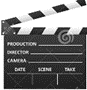 PRODUCTION
DIRECTOR
CAMERA
DATE SCENE TAKE